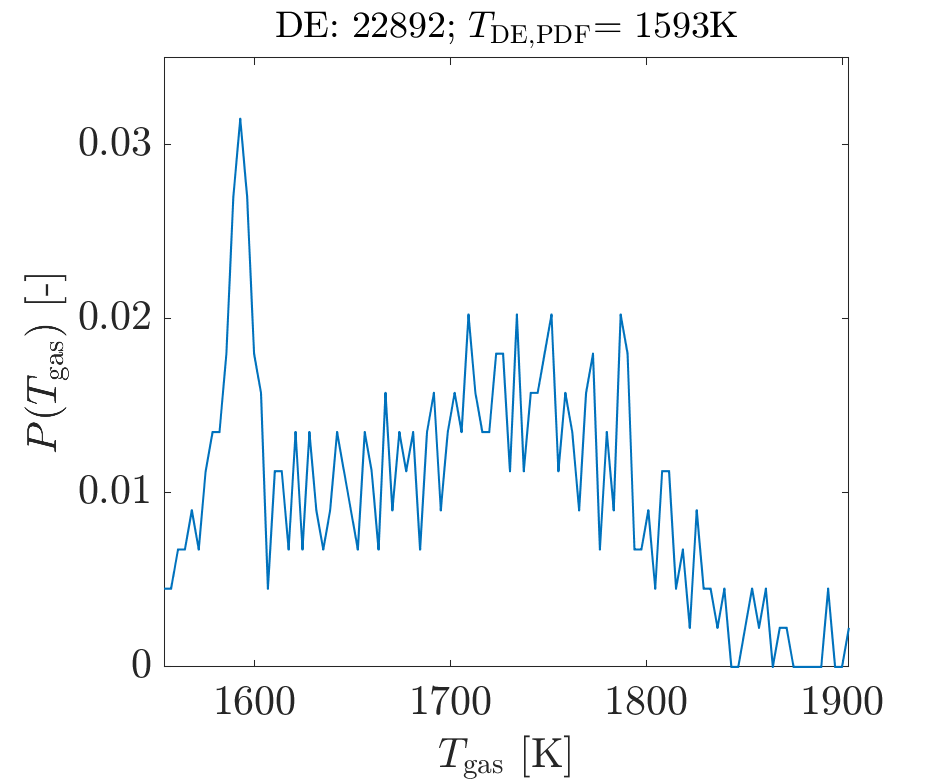 DE: 22892; T_DE,PDF= 1593K
P(T_gas) [-]
0.03
0.02
0.01
0
1600 1700 1800 1900
T_gas [K]